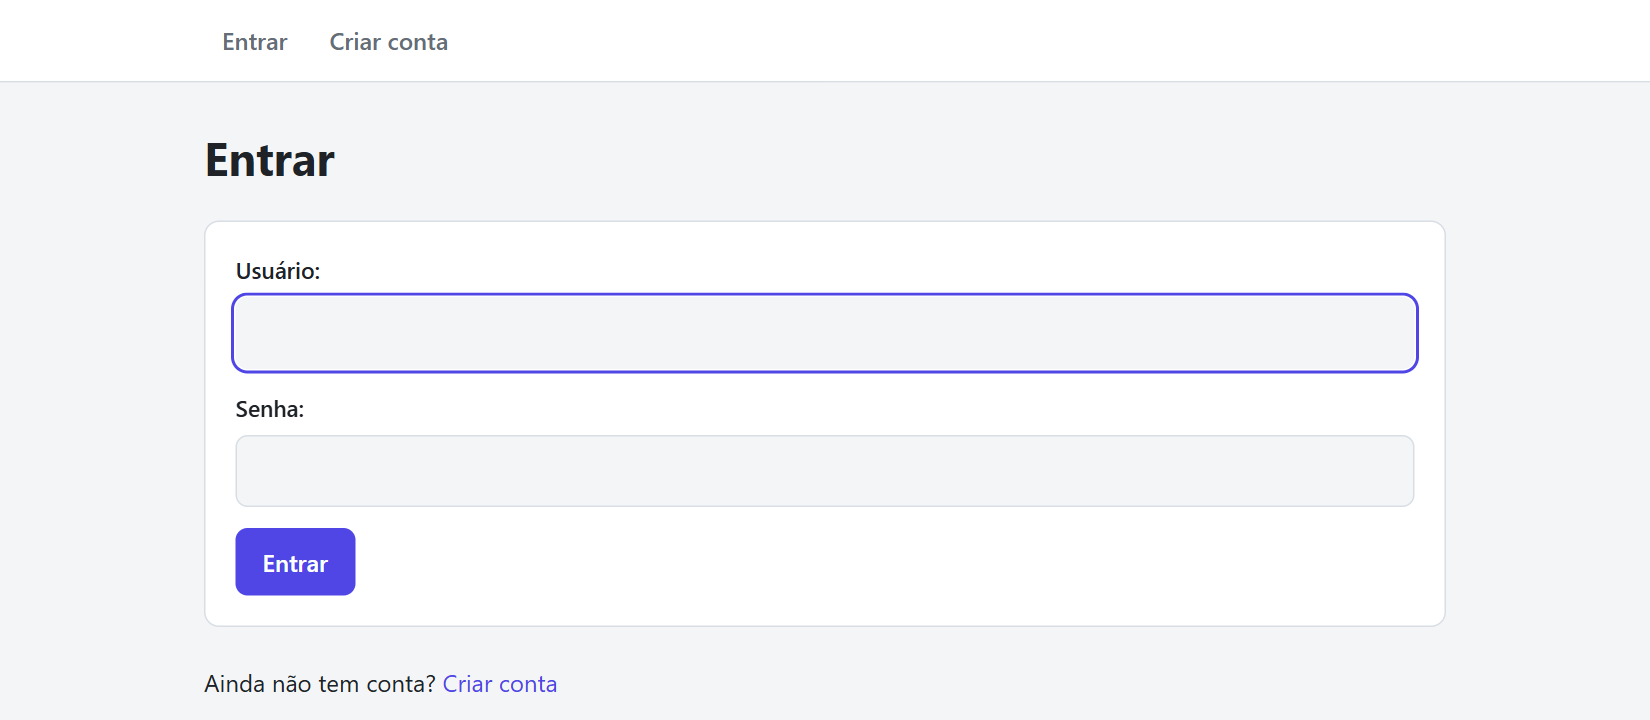 Entrar Criar conta
Entrar
Usuário:
Senha:
Entrar
Ainda não tem conta? Criar conta